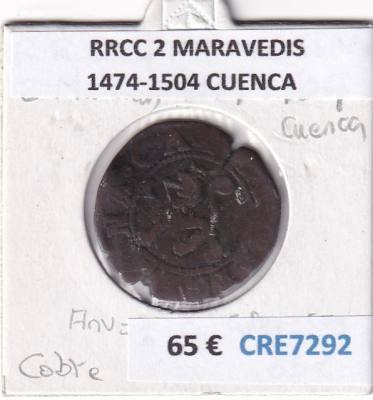 RRCC 2 MARAVEDIS
1474-1504 CUENCA
Cuenca
65 € CRE7292
Cobre